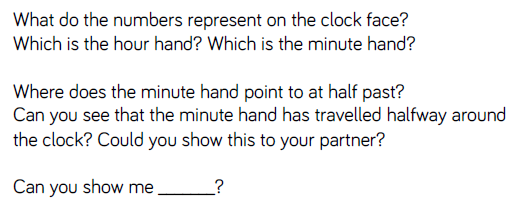 What do the numbers represent on the clock face?
Which is the hour hand? Which is the minute hand?
Where does the minute hand point to at half past?
Can you see that the minute hand has travelled halfway around
the clock? Could you show this to your partner?
Can you show me ______?